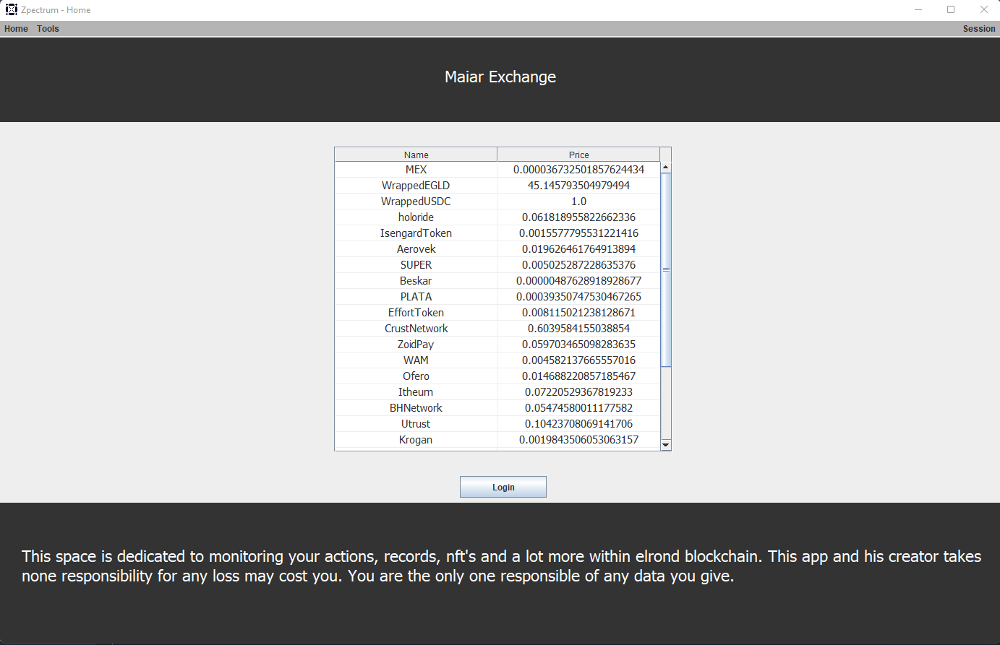 Zpectrum - Home
Home Tools Session
Maiar Exchange
Name Price
MEX 0.000036732501857624434
WrappedEGLD 45.145793504979494
WrappedUSDC 1.0
holoride 0.061818955822662336
IsengardToken 0.0015577795531221416
Aerovek 0.019626461764913894
SUPER 0.005025287228635376
Beskar 0.00000487628918928677
PLATA 0.00039350747530467265
EffortToken 0.008115021238128671
CrustNetwork 0.6039584155038854
ZoidPay 0.059703465098283635
WAM 0.004582137665557016
Ofero 0.014688220857185467
Itheum 0.07220529367819233
BHNetwork 0.05474580011177582
Utrust 0.10423708069141706
Krogan 0.0019843506053063157
Login
This space is dedicated to monitoring your actions, records, nft's and a lot more within elrond blockchain. This app and his creator takes
none responsibility for any loss may cost you. You are the only one responsible of any data you give.